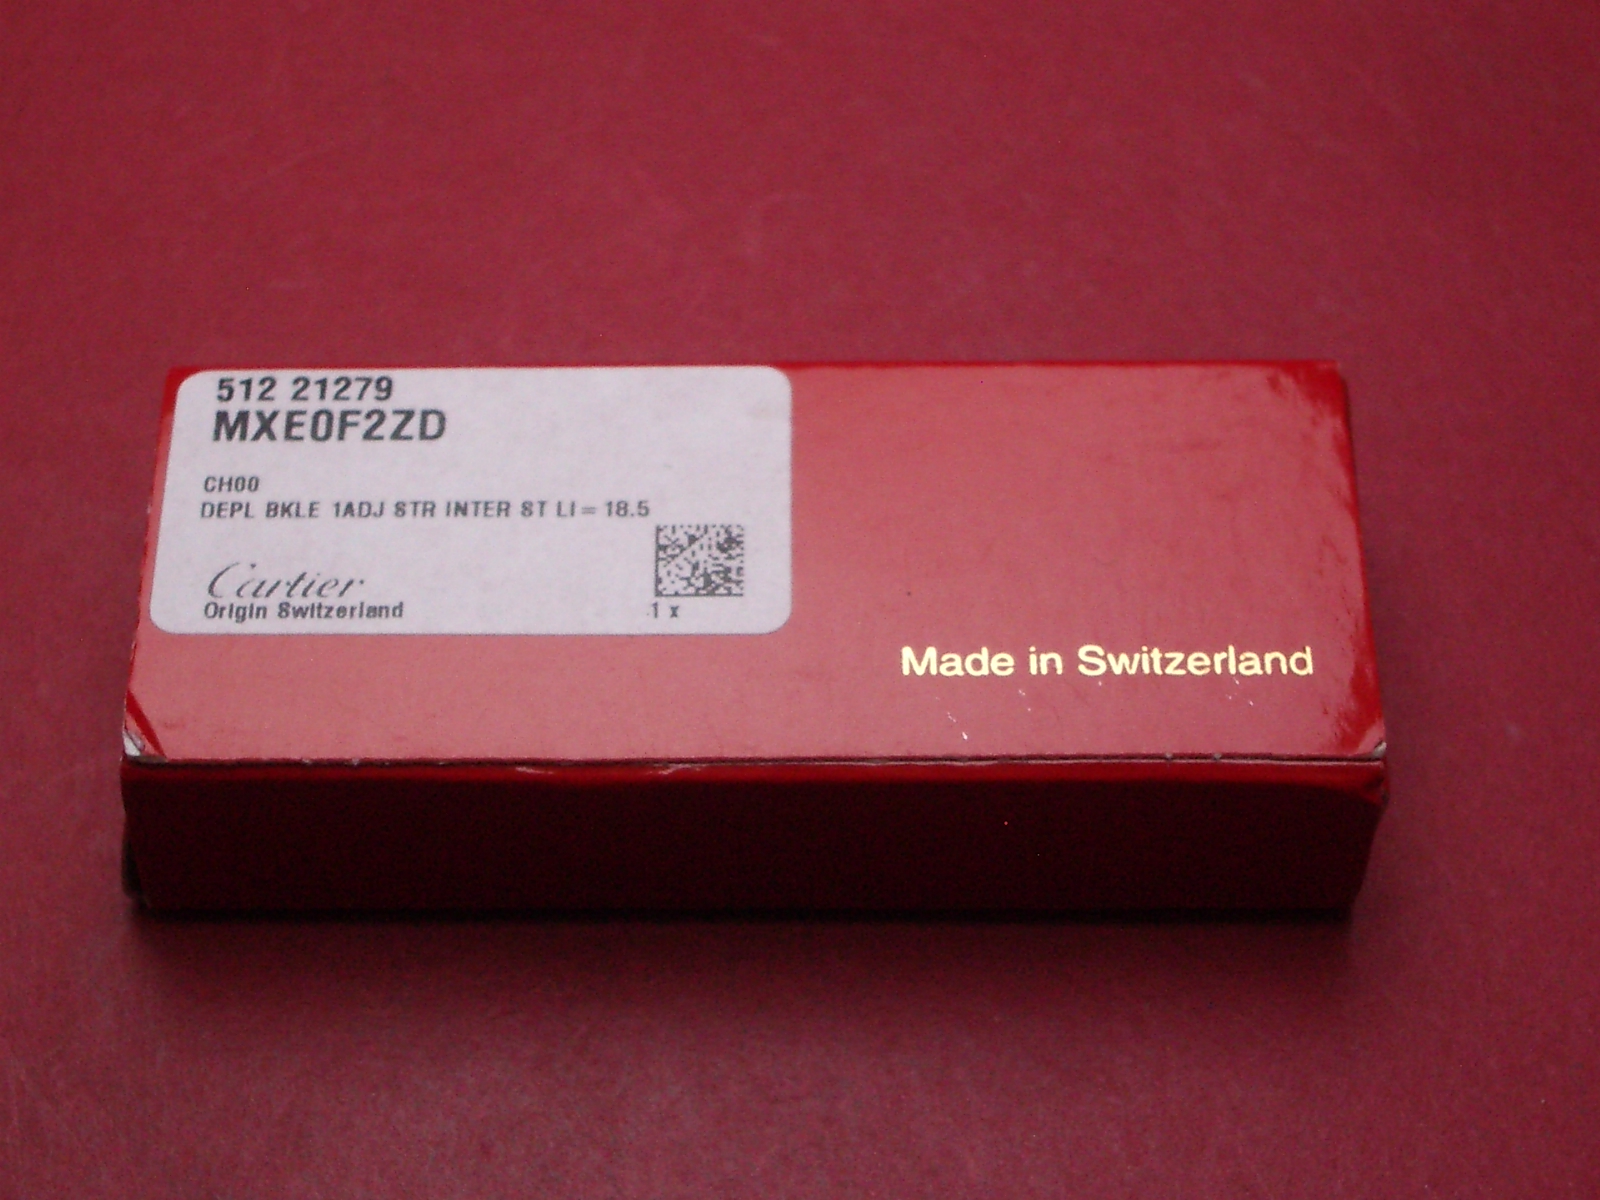 512 21279
MXE0F2ZD
CH00
DEPL BKLE 1ADJ STR INTER ST LI = 18.5
Cartier
Origin Switzerland
1 x
Made in Switzerland